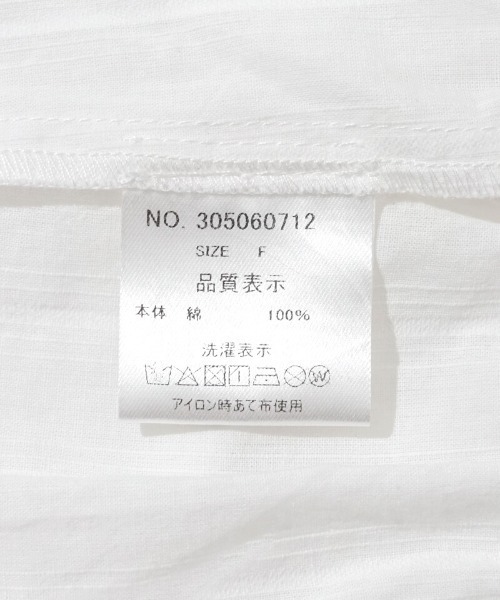 NO. 305060712
SIZE F
品質表示
本体 綿 100%
洗濯表示
W
アイロン時あて布使用